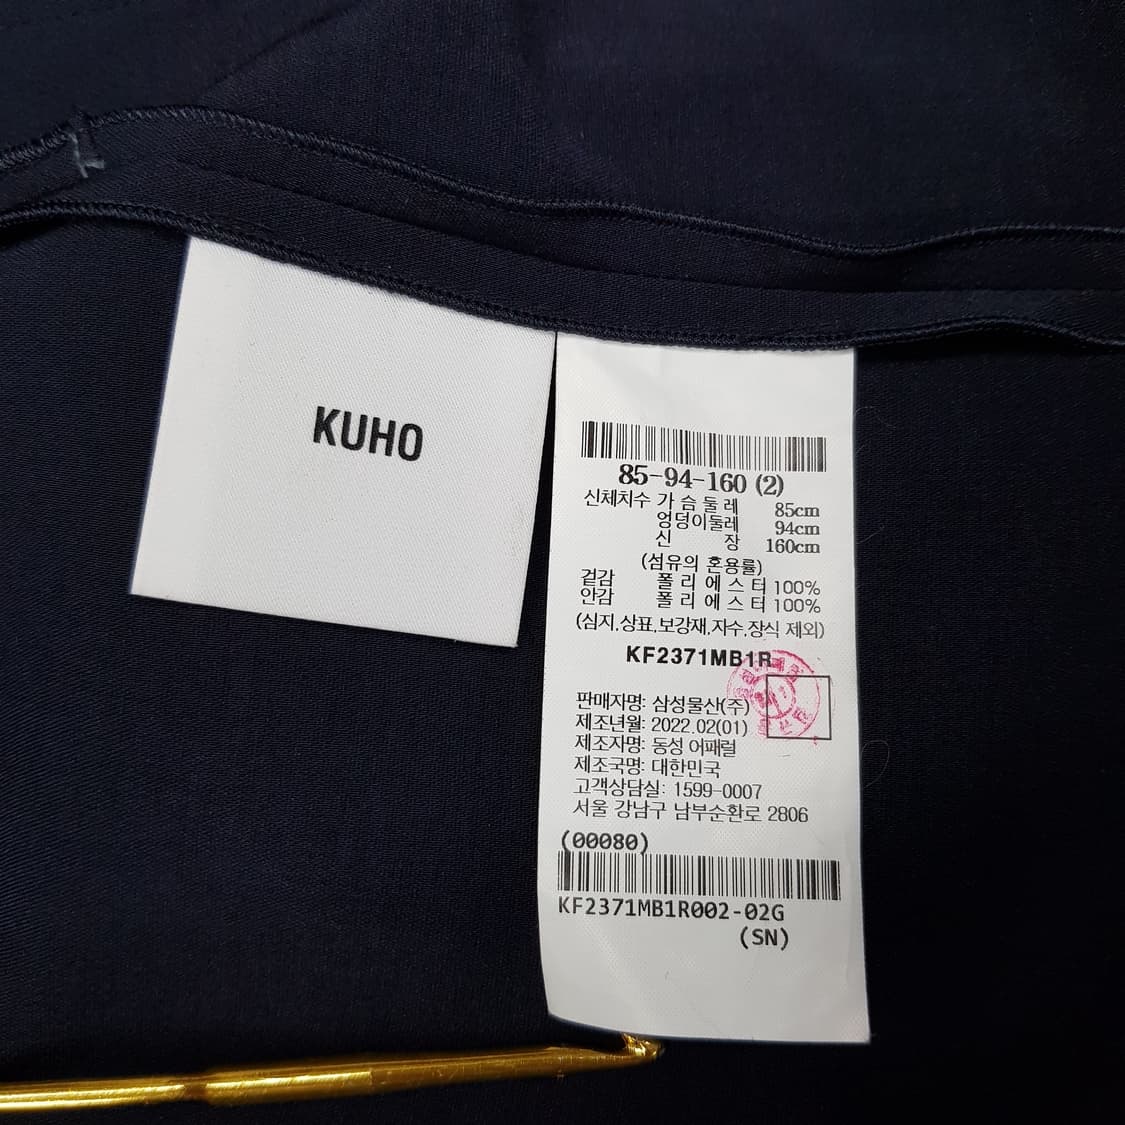 KUHO
85-94-160 (2)
신체치수 가 슴 둘 레 85cm
엉덩이둘레 94cm
신 장 160cm
(섬유의 혼용률)
겉감 폴 리 에 스 터 100%
안감 폴 리 에 스 터 100%
(심지,상표,보강재,자수,장식 제외)
KF2371MB1R
판매자명: 삼성물산(주)
제조년월: 2022.02(01)
제조자명: 동성 어패럴
제조국명: 대한민국
고객상담실: 1599-0007
서울 강남구 남부순환로 2806
(00080)
KF2371MB1R002-02G
(SN)